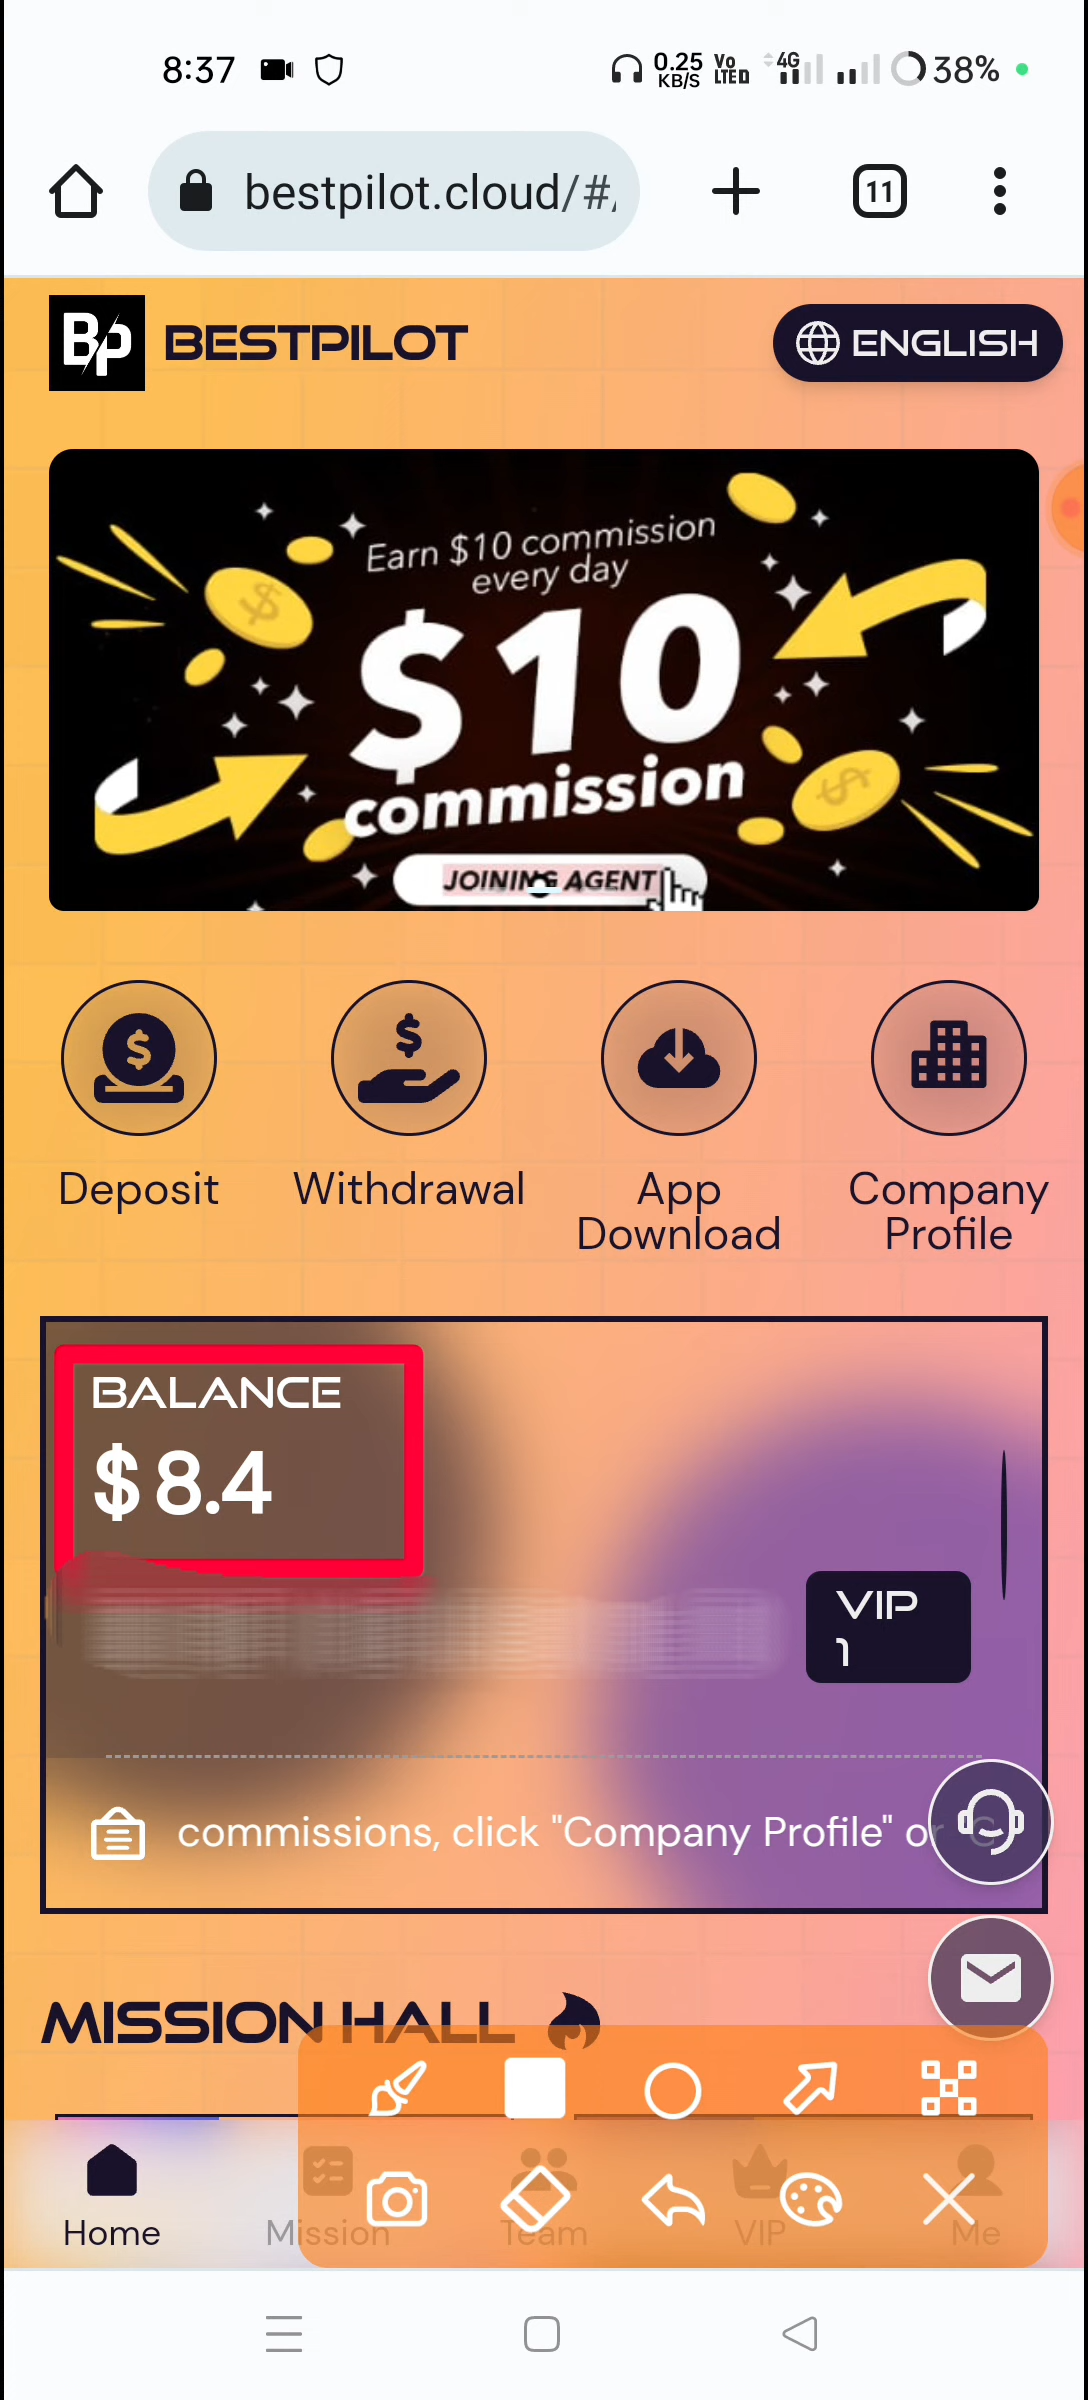 8:37 0.25 KB/S Vo LTE D 4G 38%
bestpilot.cloud/#/ 11
BP BESTPILOT ENGLISH
Earn $10 commission
every day
$10
commission
JOINING AGENT
Deposit Withdrawal App Download Company Profile
BALANCE
$8.4
VIP
1
commissions, click "Company Profile" or
MISSION HALL
Home Mission Team VIP Me